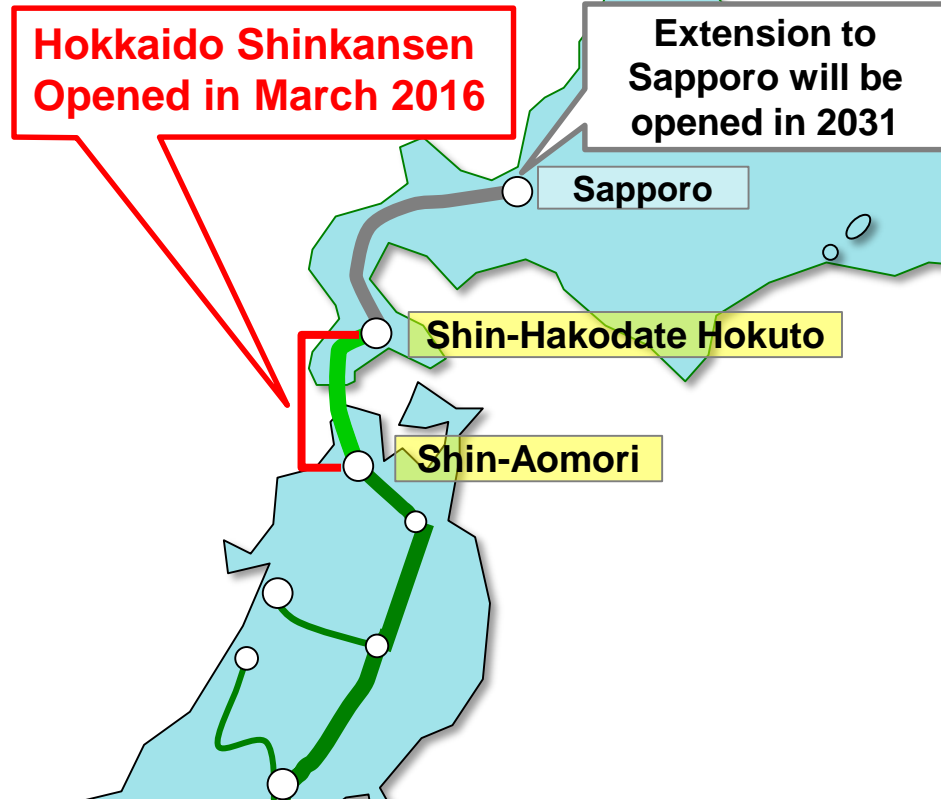 Hokkaido Shinkansen
Opened in March 2016
Extension to
Sapporo will be
opened in 2031
Sapporo
Shin-Hakodate Hokuto
Shin-Aomori